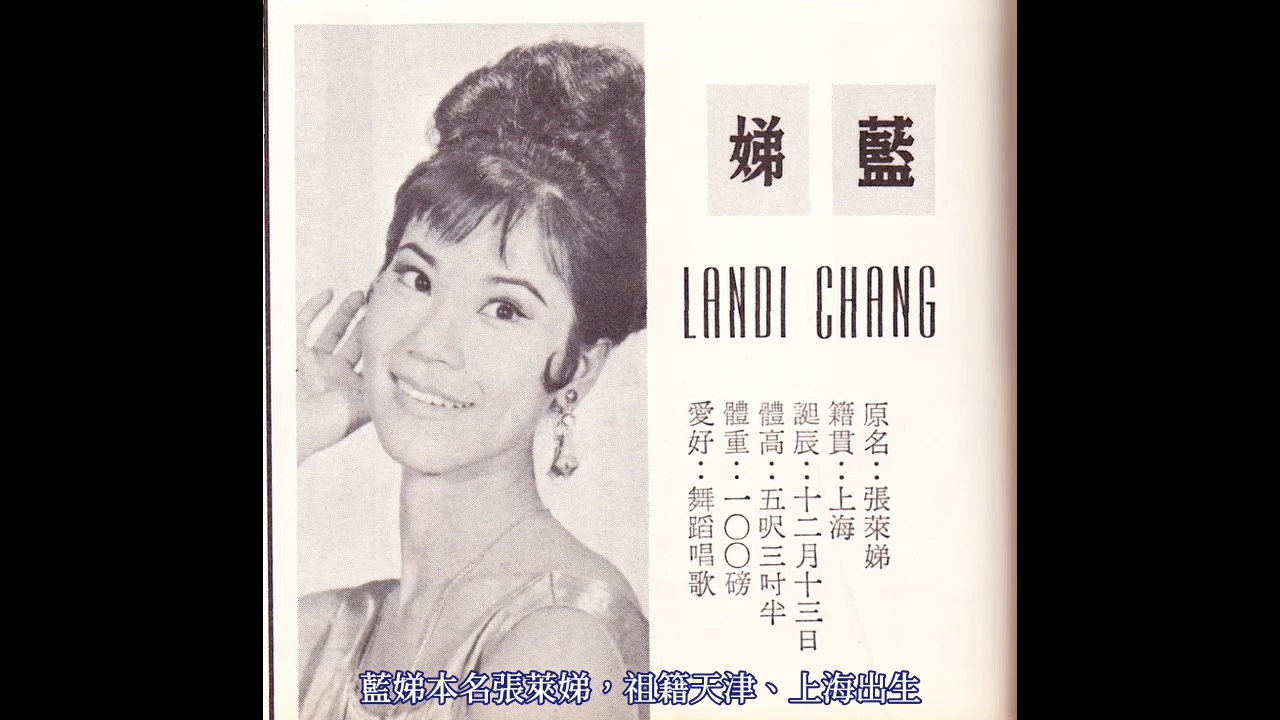 藍娣
LANDI CHANG
原名：張萊娣
籍貫：上海
誕辰：十二月十三日
體高：五呎三吋半
體重：一〇〇磅
愛好：舞蹈唱歌
藍娣本名張萊娣，祖籍天津、上海出生